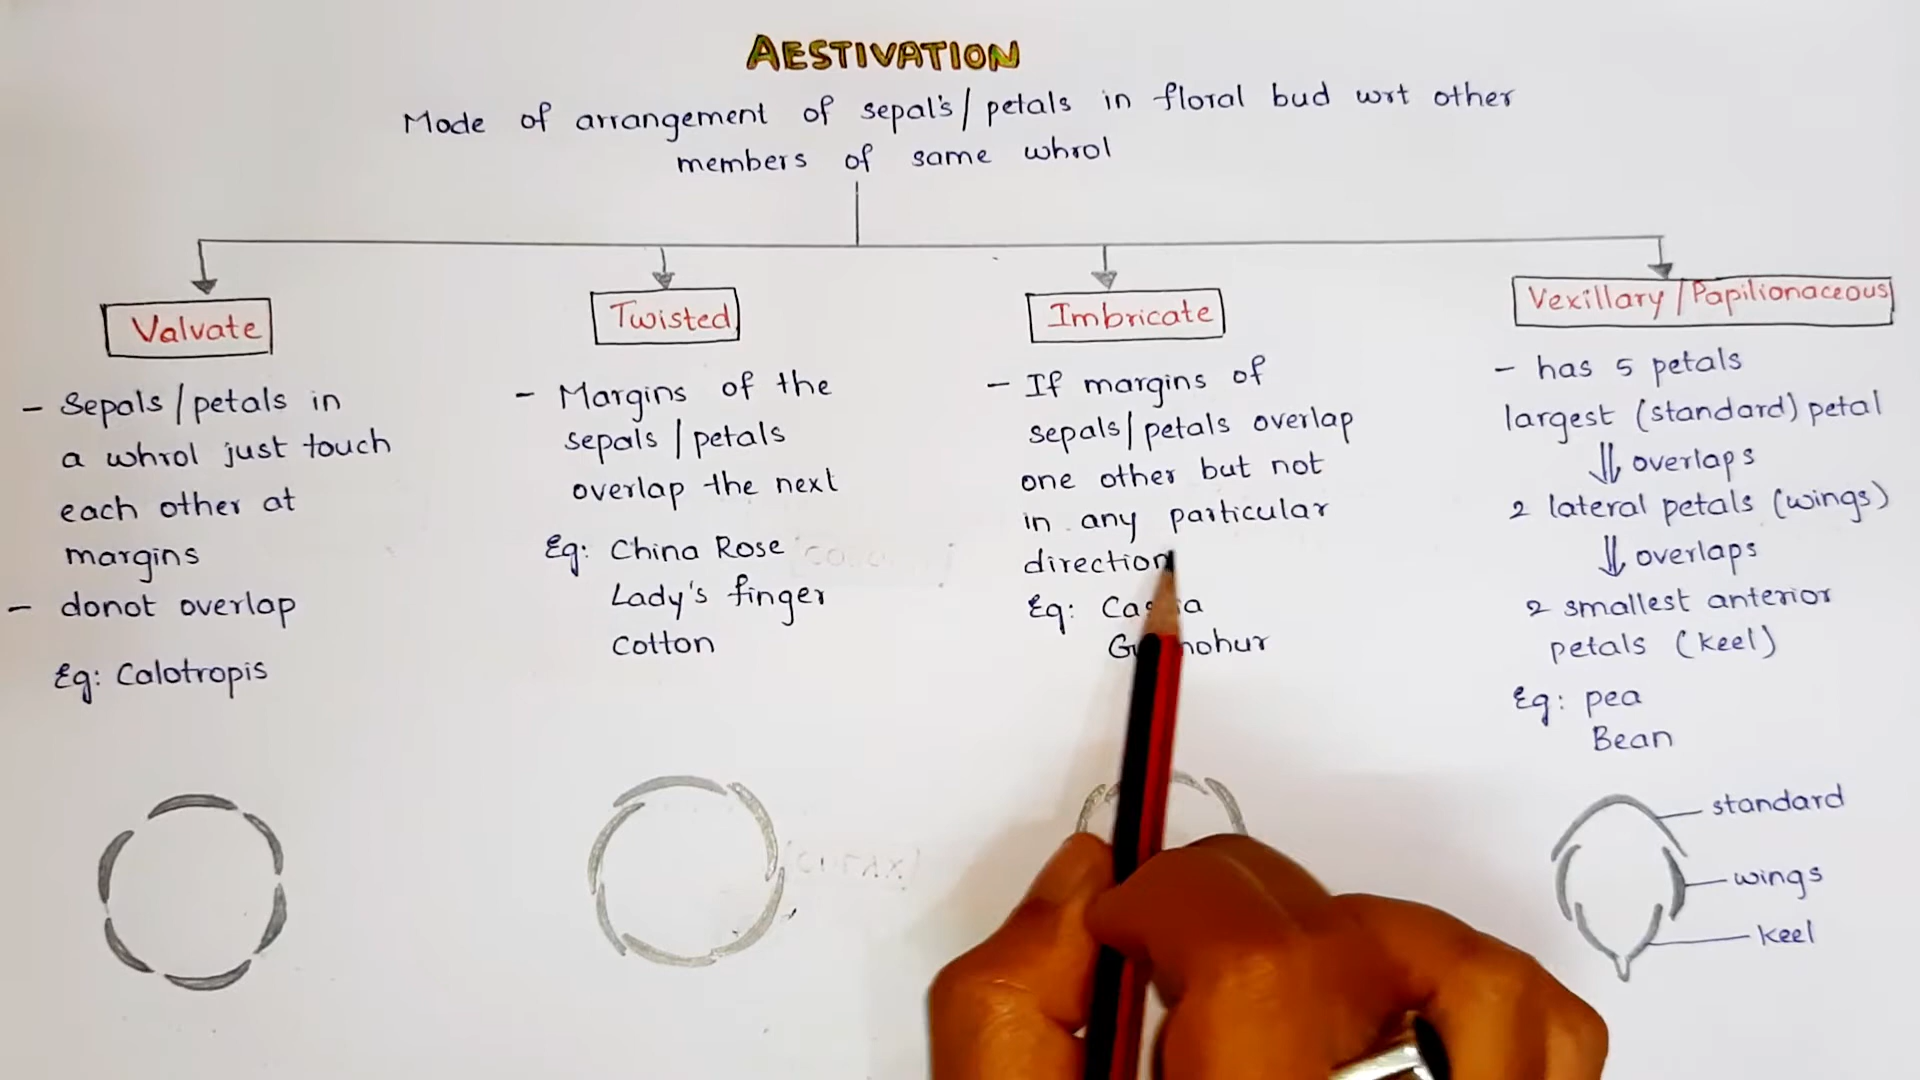 AESTIVATION
Mode of arrangement of sepal's/petals in floral bud wrt other
members of same whrol
Valvate
- Sepals/petals in
a whrol just touch
each other at
margins
- donot overlap
Eg: Calotropis
Twisted
- Margins of the
sepals/petals
overlap the next
Eg: China Rose
Lady's finger
Cotton
Imbricate
- If margins of
sepals/petals overlap
one other but not
in any particular
direction
Eg:
Vexillary/Papilionaceous
- has 5 petals
largest (standard) petal
⇓ overlaps
2 lateral petals (wings)
⇓ overlaps
2 smallest anterior
petals (keel)
Eg: pea
Bean
standard
wings
keel